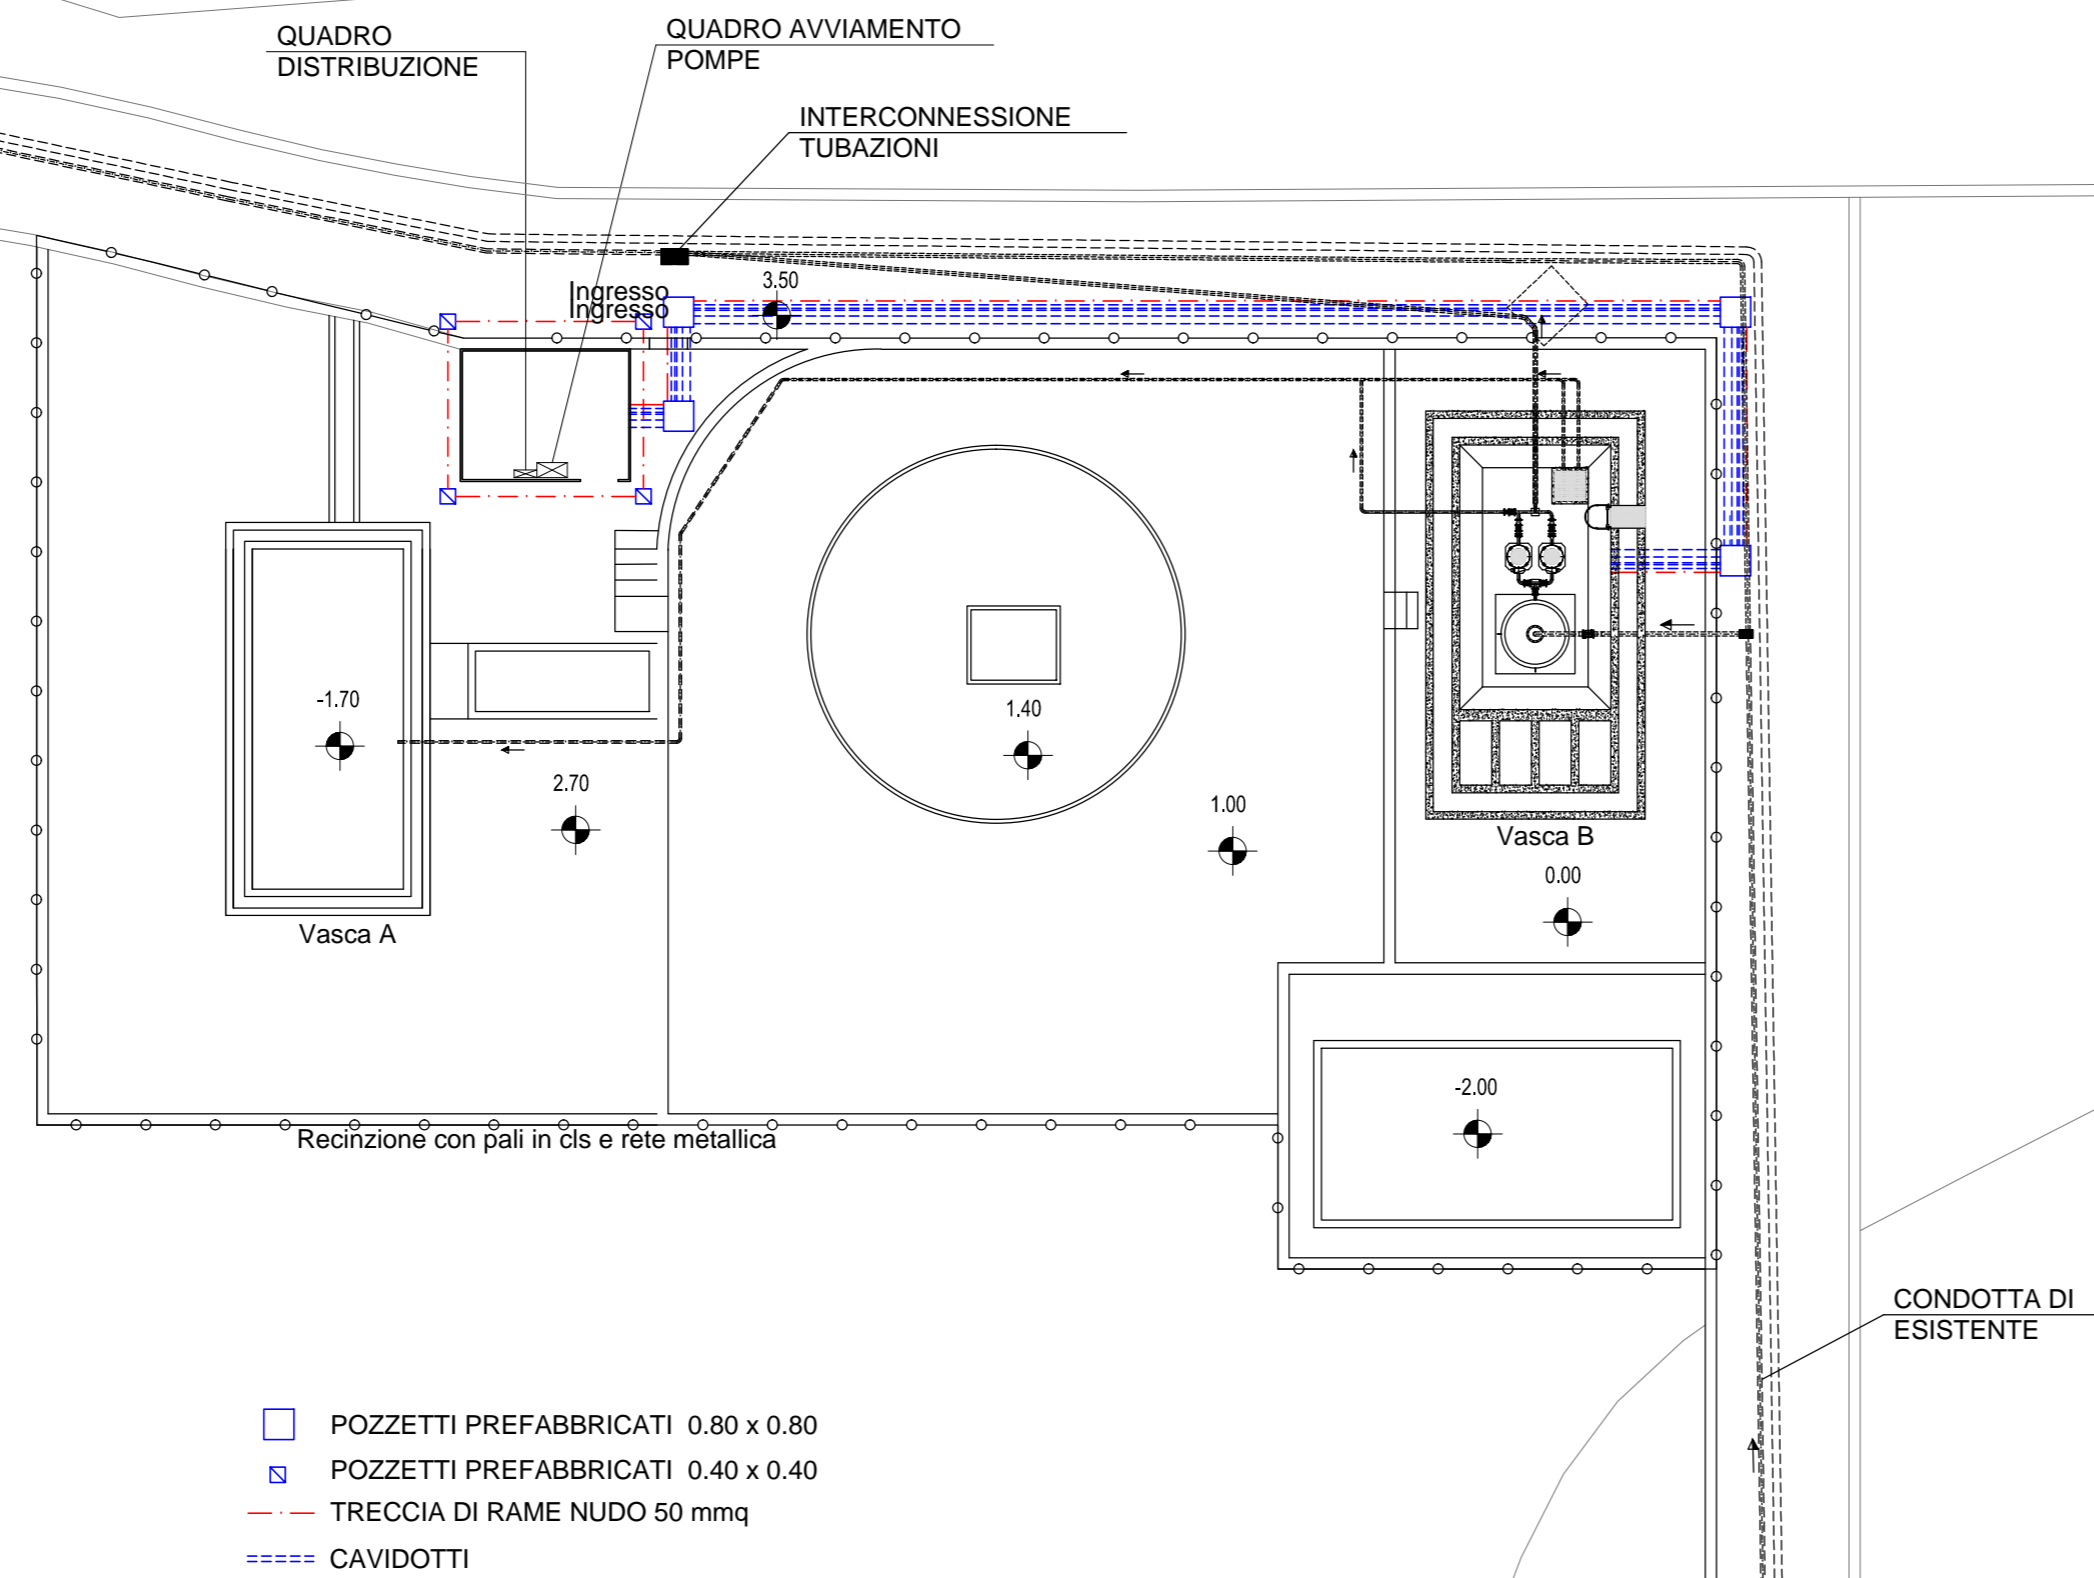 QUADRO
DISTRIBUZIONE
QUADRO AVVIAMENTO
POMPE
INTERCONNESSIONE
TUBAZIONI
Ingresso
Ingresso
3.50
-1.70
1.40
2.70
1.00
Vasca B
0.00
Vasca A
-2.00
Recinzione con pali in cls e rete metallica
CONDOTTA DI
ESISTENTE
POZZETTI PREFABBRICATI 0.80 x 0.80
POZZETTI PREFABBRICATI 0.40 x 0.40
TRECCIA DI RAME NUDO 50 mmq
CAVIDOTTI